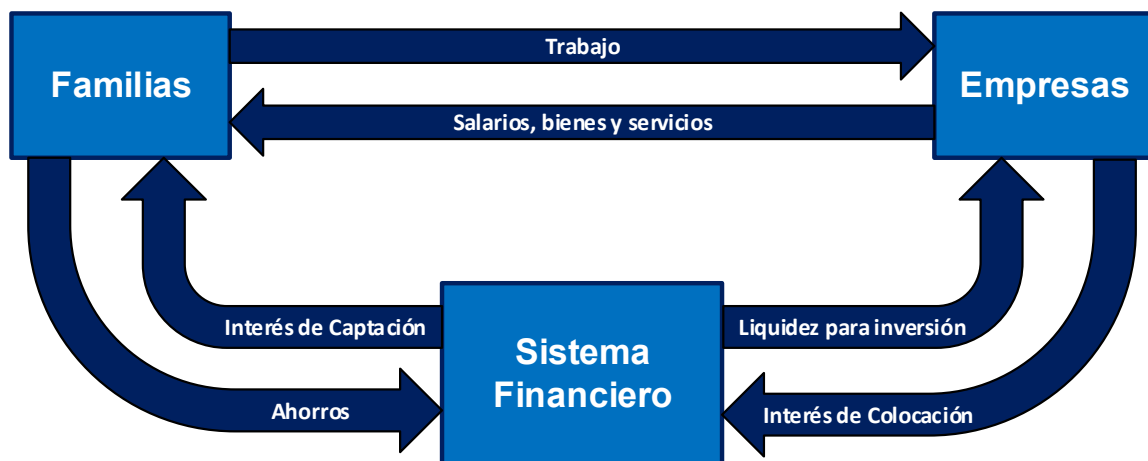 Trabajo
Familias
Empresas
Salarios, bienes y servicios
Interés de Captación
Liquidez para inversión
Sistema
Financiero
Ahorros
Interés de Colocación